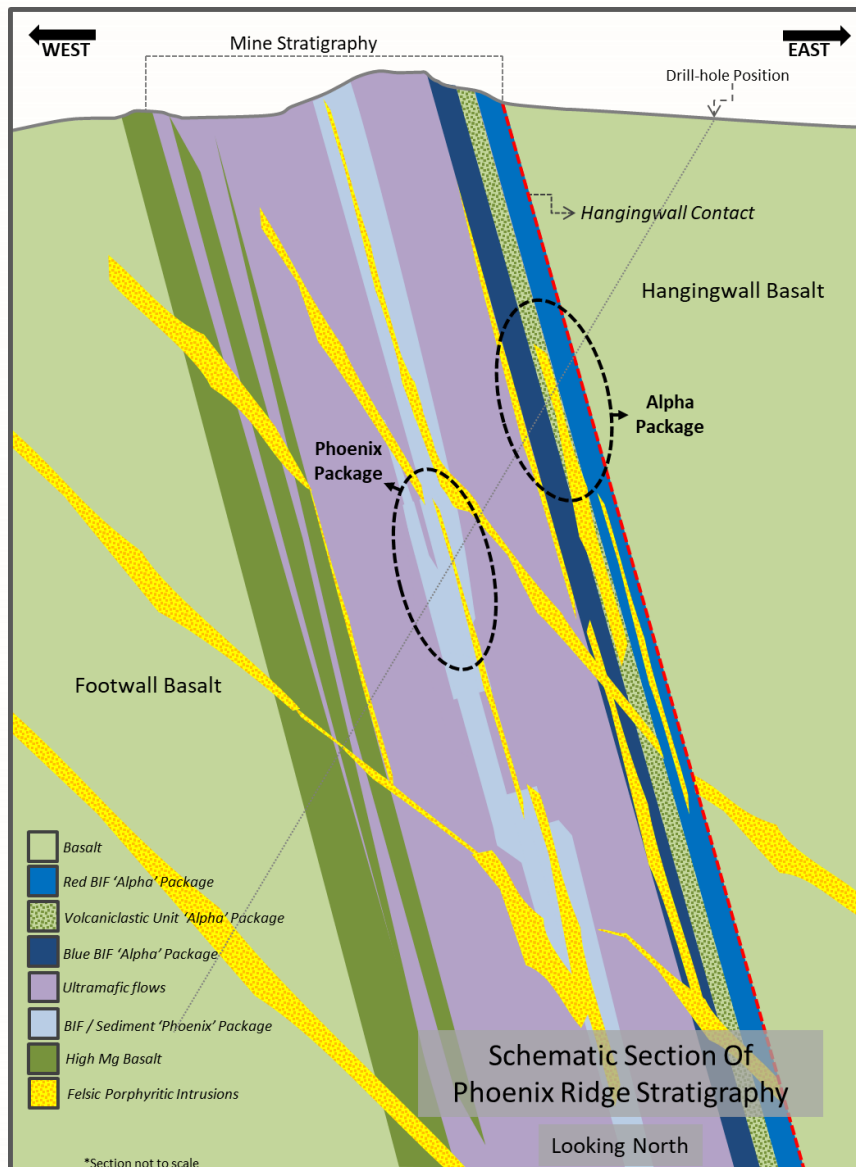 WEST
Mine Stratigraphy
EAST
Drill-hole Position
Hangingwall Contact
Hangingwall Basalt
Alpha
Package
Phoenix
Package
Footwall Basalt
Basalt
Red BIF ‘Alpha’ Package
Volcaniclastic Unit ‘Alpha’ Package
Blue BIF ‘Alpha’ Package
Ultramafic flows
BIF / Sediment ‘Phoenix’ Package
High Mg Basalt
Felsic Porphyritic Intrusions
Schematic Section Of
Phoenix Ridge Stratigraphy
Looking North
*Section not to scale